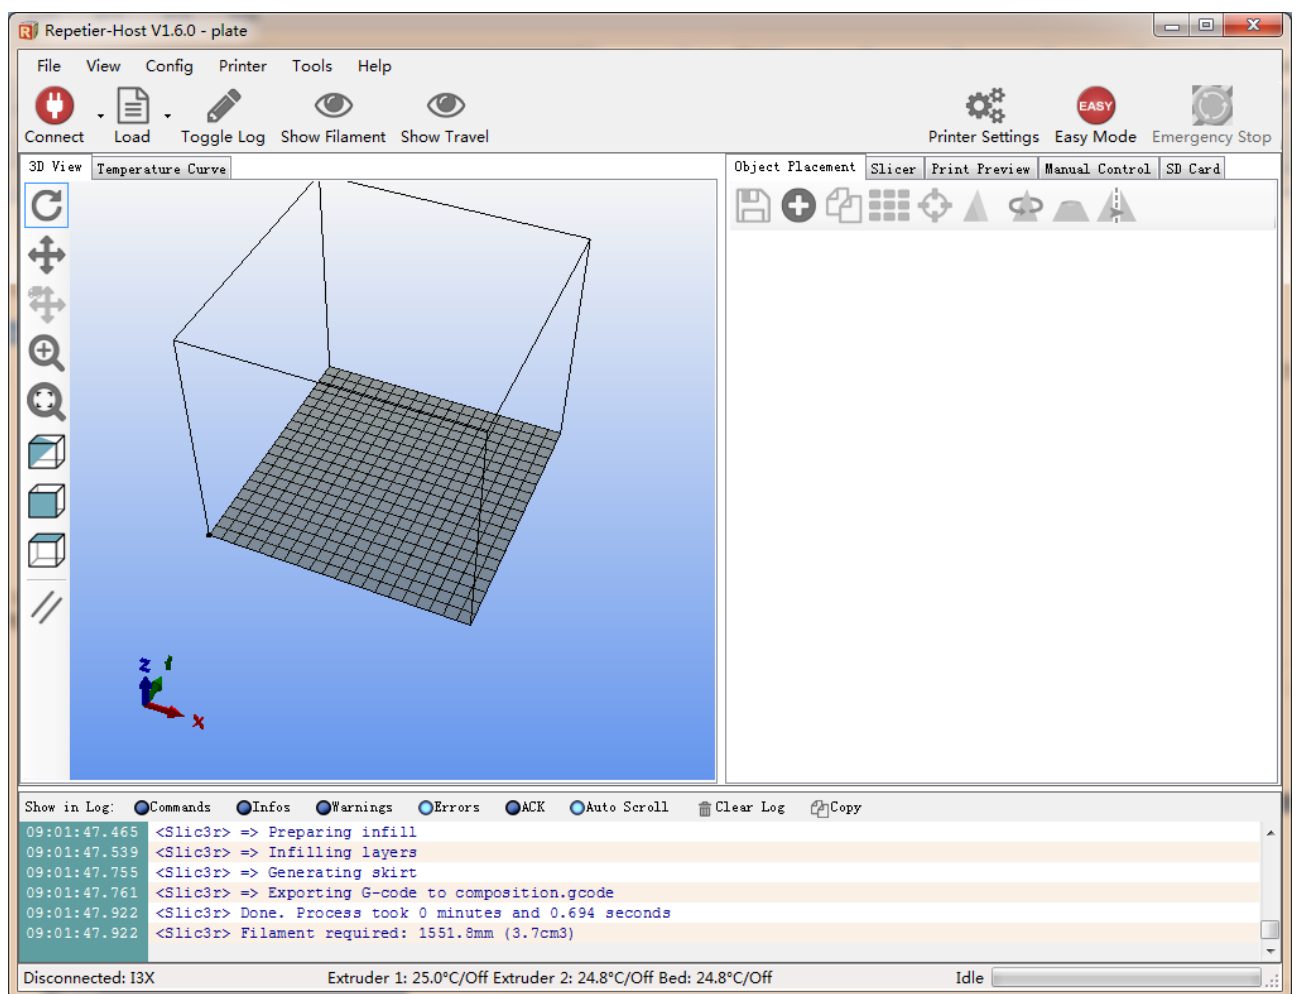 Repetier-Host V1.6.0 - plate
File View Config Printer Tools Help
EASY
Connect Load Toggle Log Show Filament Show Travel Printer Settings Easy Mode Emergency Stop
3D View Temperature Curve Object Placement Slicer Print Preview Manual Control SD Card
z
x
Show in Log: Commands Infos Warnings Errors ACK Auto Scroll Clear Log Copy
09:01:47.465 <Slic3r> => Preparing infill
09:01:47.539 <Slic3r> => Infilling layers
09:01:47.755 <Slic3r> => Generating skirt
09:01:47.761 <Slic3r> => Exporting G-code to composition.gcode
09:01:47.922 <Slic3r> Done. Process took 0 minutes and 0.694 seconds
09:01:47.922 <Slic3r> Filament required: 1551.8mm (3.7cm3)
Disconnected: I3X Extruder 1: 25.0°C/Off Extruder 2: 24.8°C/Off Bed: 24.8°C/Off Idle